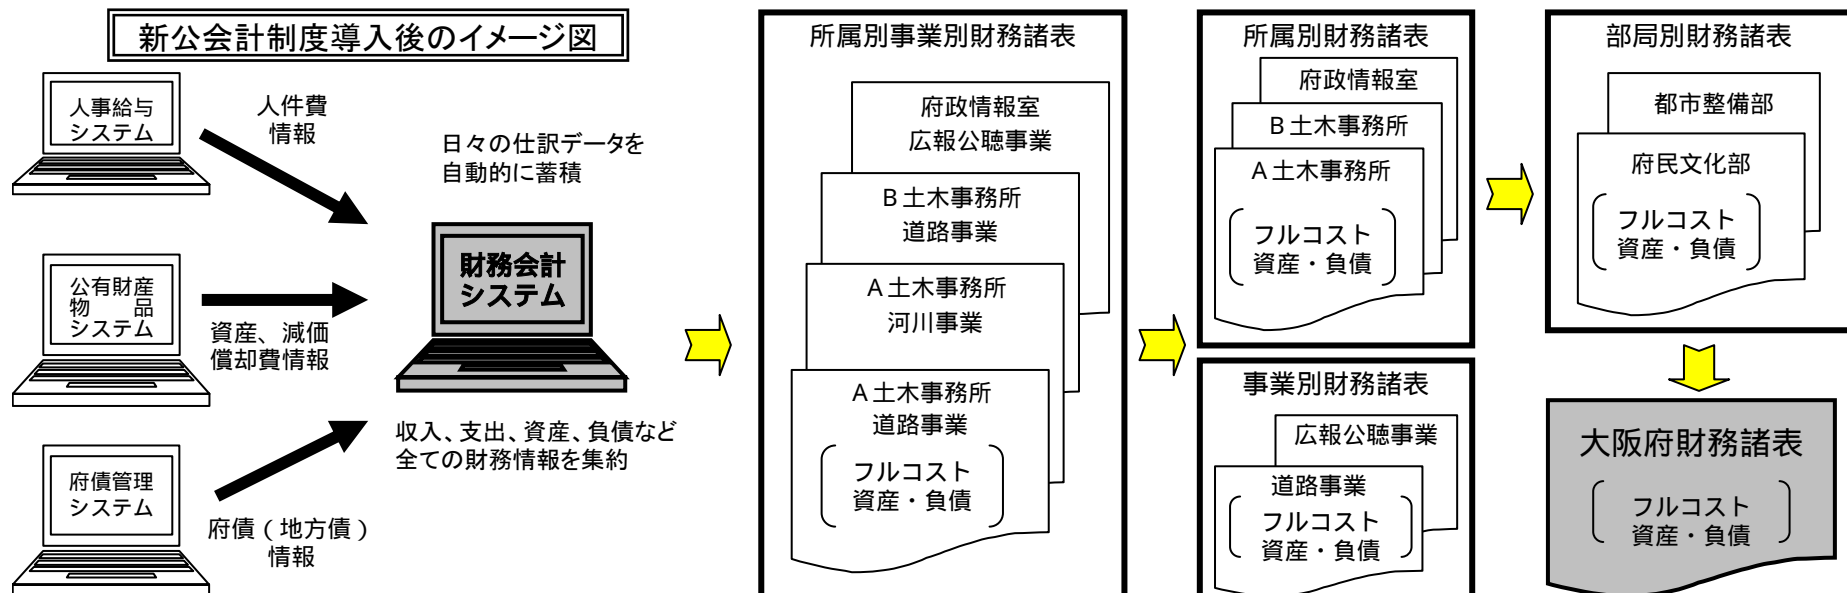 新公会計制度導入後のイメージ図
人事給与
システム
人件費
情報
公有財産
物　　品
システム
資産、減価
償却費情報
府債管理
システム
府債（地方債）
情報
日々の仕訳データを
自動的に蓄積
財務会計
システム
収入、支出、資産、負債など
全ての財務情報を集約
所属別事業別財務諸表
府政情報室
広報公聴事業
Ｂ土木事務所
道路事業
Ａ土木事務所
河川事業
Ａ土木事務所
道路事業
フルコスト
資産・負債
所属別財務諸表
府政情報室
Ｂ土木事務所
Ａ土木事務所
フルコスト
資産・負債
事業別財務諸表
広報公聴事業
道路事業
フルコスト
資産・負債
部局別財務諸表
都市整備部
府民文化部
フルコスト
資産・負債
大阪府財務諸表
フルコスト
資産・負債